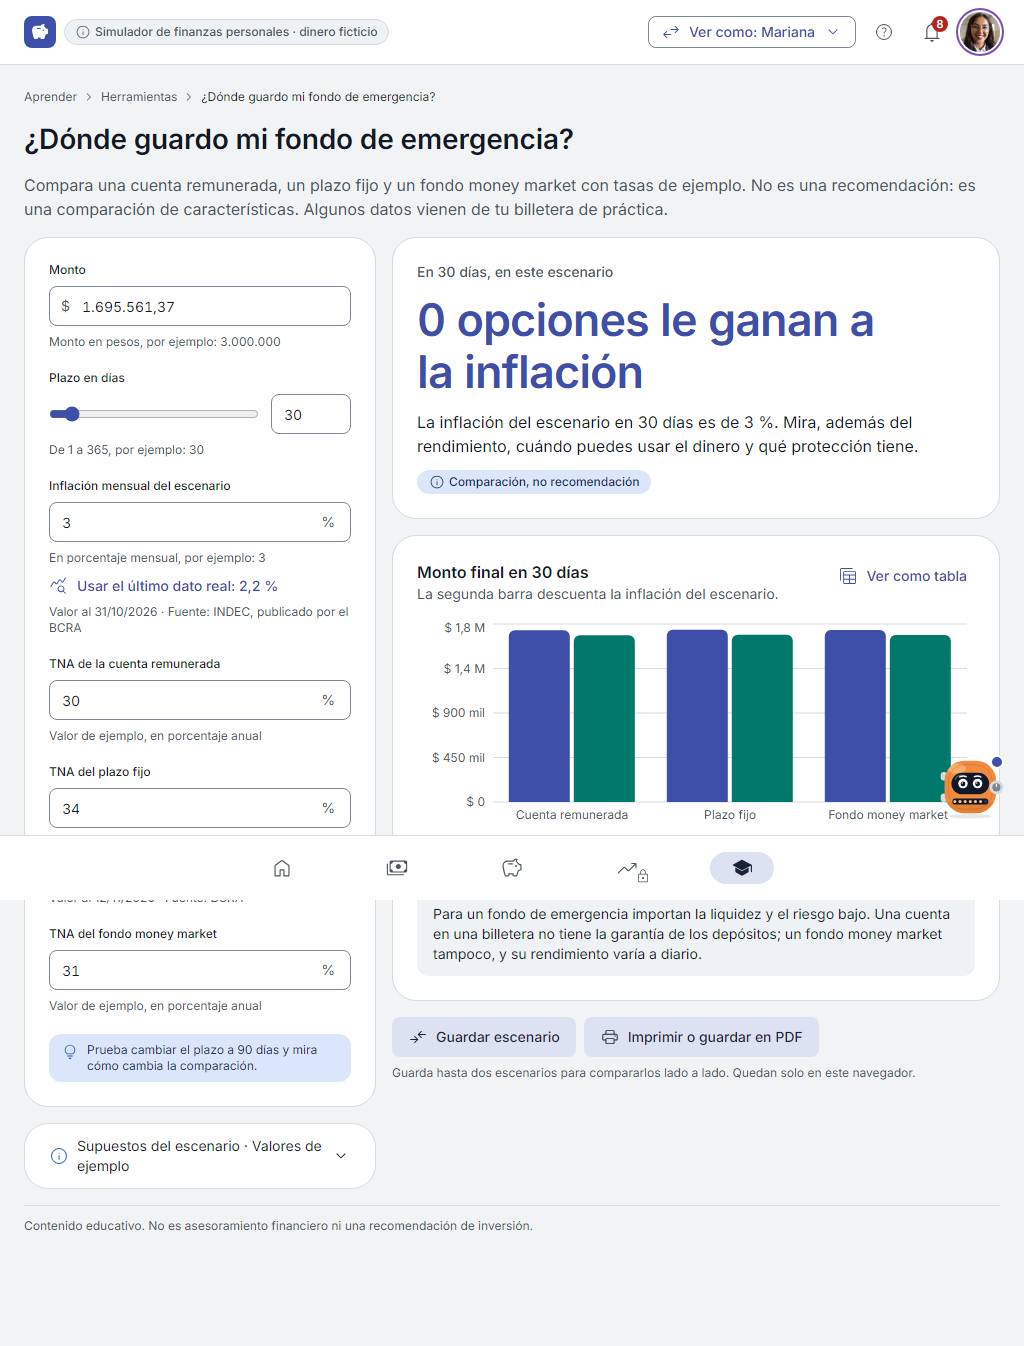 Simulador de finanzas personales · dinero ficticio
Ver como: Mariana
8
Aprender
Herramientas
¿Dónde guardo mi fondo de emergencia?
¿Dónde guardo mi fondo de emergencia?
Compara una cuenta remunerada, un plazo fijo y un fondo money market con tasas de ejemplo. No es una recomendación: es
una comparación de características. Algunos datos vienen de tu billetera de práctica.
Monto
$ 1.695.561,37
Monto en pesos, por ejemplo: 3.000.000
Plazo en días
30
De 1 a 365, por ejemplo: 30
Inflación mensual del escenario
3 %
En porcentaje mensual, por ejemplo: 3
Usar el último dato real: 2,2 %
Valor al 31/10/2026 · Fuente: INDEC, publicado por el
BCRA
TNA de la cuenta remunerada
30 %
Valor de ejemplo, en porcentaje anual
TNA del plazo fijo
34 %
TNA del fondo money market
31 %
Valor de ejemplo, en porcentaje anual
Prueba cambiar el plazo a 90 días y mira
cómo cambia la comparación.
Supuestos del escenario · Valores de
ejemplo
En 30 días, en este escenario
0 opciones le ganan a
la inflación
La inflación del escenario en 30 días es de 3 %. Mira, además del
rendimiento, cuándo puedes usar el dinero y qué protección tiene.
Comparación, no recomendación
Monto final en 30 días
Ver como tabla
La segunda barra descuenta la inflación del escenario.
$ 1,8 M
$ 1,4 M
$ 900 mil
$ 450 mil
$ 0
Cuenta remunerada
Plazo fijo
Fondo money market
Para un fondo de emergencia importan la liquidez y el riesgo bajo. Una cuenta
en una billetera no tiene la garantía de los depósitos; un fondo money market
tampoco, y su rendimiento varía a diario.
Guardar escenario
Imprimir o guardar en PDF
Guarda hasta dos escenarios para compararlos lado a lado. Quedan solo en este navegador.
Contenido educativo. No es asesoramiento financiero ni una recomendación de inversión.